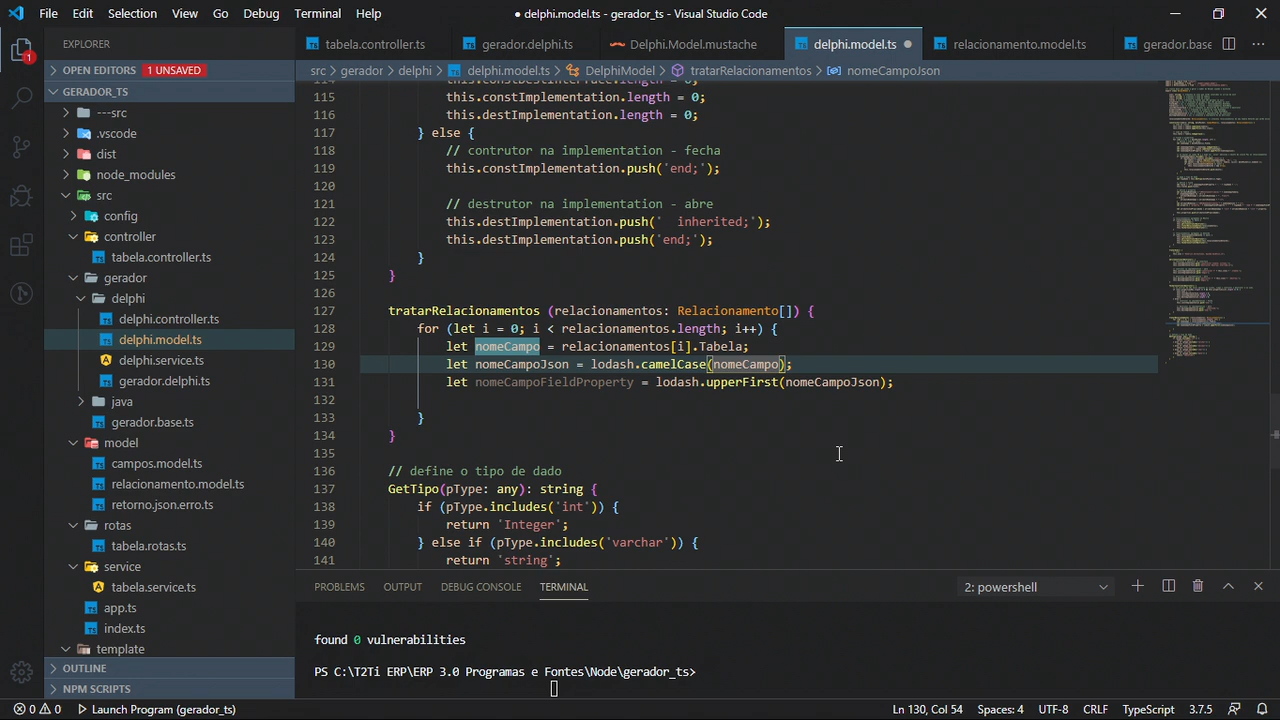 File Edit Selection View Go Debug Terminal Help
● delphi.model.ts - gerador_ts - Visual Studio Code
1
EXPLORER
OPEN EDITORS 1 UNSAVED
GERADOR_TS
---src
.vscode
dist
node_modules
src
config
controller
tabela.controller.ts
gerador
delphi
delphi.controller.ts
delphi.model.ts
delphi.service.ts
gerador.delphi.ts
java
gerador.base.ts
model
campos.model.ts
relacionamento.model.ts
retorno.json.erro.ts
rotas
tabela.rotas.ts
service
tabela.service.ts
app.ts
index.ts
template
OUTLINE
NPM SCRIPTS
tabela.controller.ts gerador.delphi.ts Delphi.Model.mustache delphi.model.ts ● relacionamento.model.ts gerador.base
src > gerador > delphi > delphi.model.ts > DelphiModel > tratarRelacionamentos > nomeCampoJson
115 this.constImplementation.length = 0;
116 this.destImplementation.length = 0;
117 } else {
118 // construtor na implementation - fecha
119 this.constImplementation.push('end;');
120
121 // destrutor na implementation - abre
122 this.destImplementation.push('  inherited;');
123 this.destImplementation.push('end;');
124 }
125 }
126
127 tratarRelacionamentos (relacionamentos: Relacionamento[]) {
128 for (let i = 0; i < relacionamentos.length; i++) {
129 let nomeCampo = relacionamentos[i].Tabela;
130 let nomeCampoJson = lodash.camelCase(nomeCampo);
131 let nomeCampoFieldProperty = lodash.upperFirst(nomeCampoJson);
132
133 }
134 }
135
136 // define o tipo de dado
137 GetTipo(pType: any): string {
138 if (pType.includes('int')) {
139 return 'Integer';
140 } else if (pType.includes('varchar')) {
141 return 'string';
PROBLEMS OUTPUT DEBUG CONSOLE TERMINAL 2: powershell
found 0 vulnerabilities
PS C:\T2Ti ERP\ERP 3.0 Programas e Fontes\Node\gerador_ts>
0 0 Launch Program (gerador_ts) Ln 130, Col 54 Spaces: 4 UTF-8 CRLF TypeScript 3.7.5